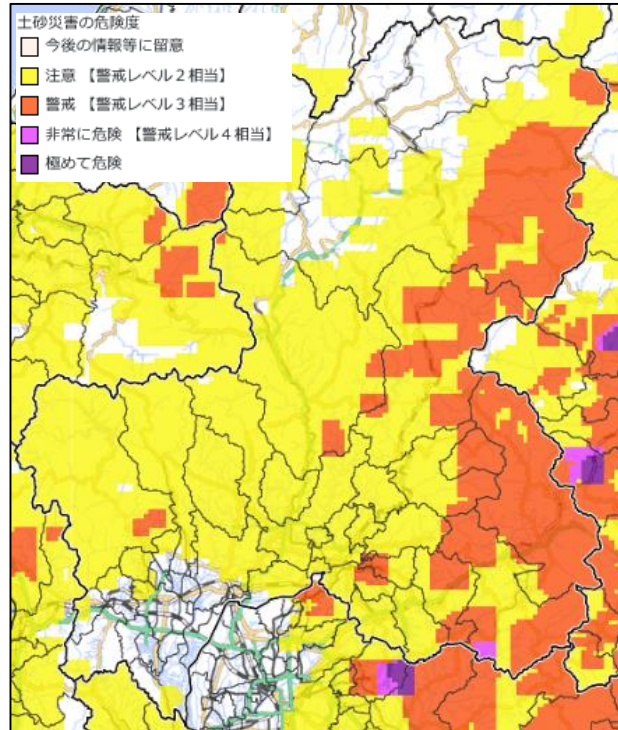 土砂災害の危険度
今後の情報等に留意
注意 【警戒レベル２相当】
警戒 【警戒レベル３相当】
非常に危険 【警戒レベル４相当】
極めて危険